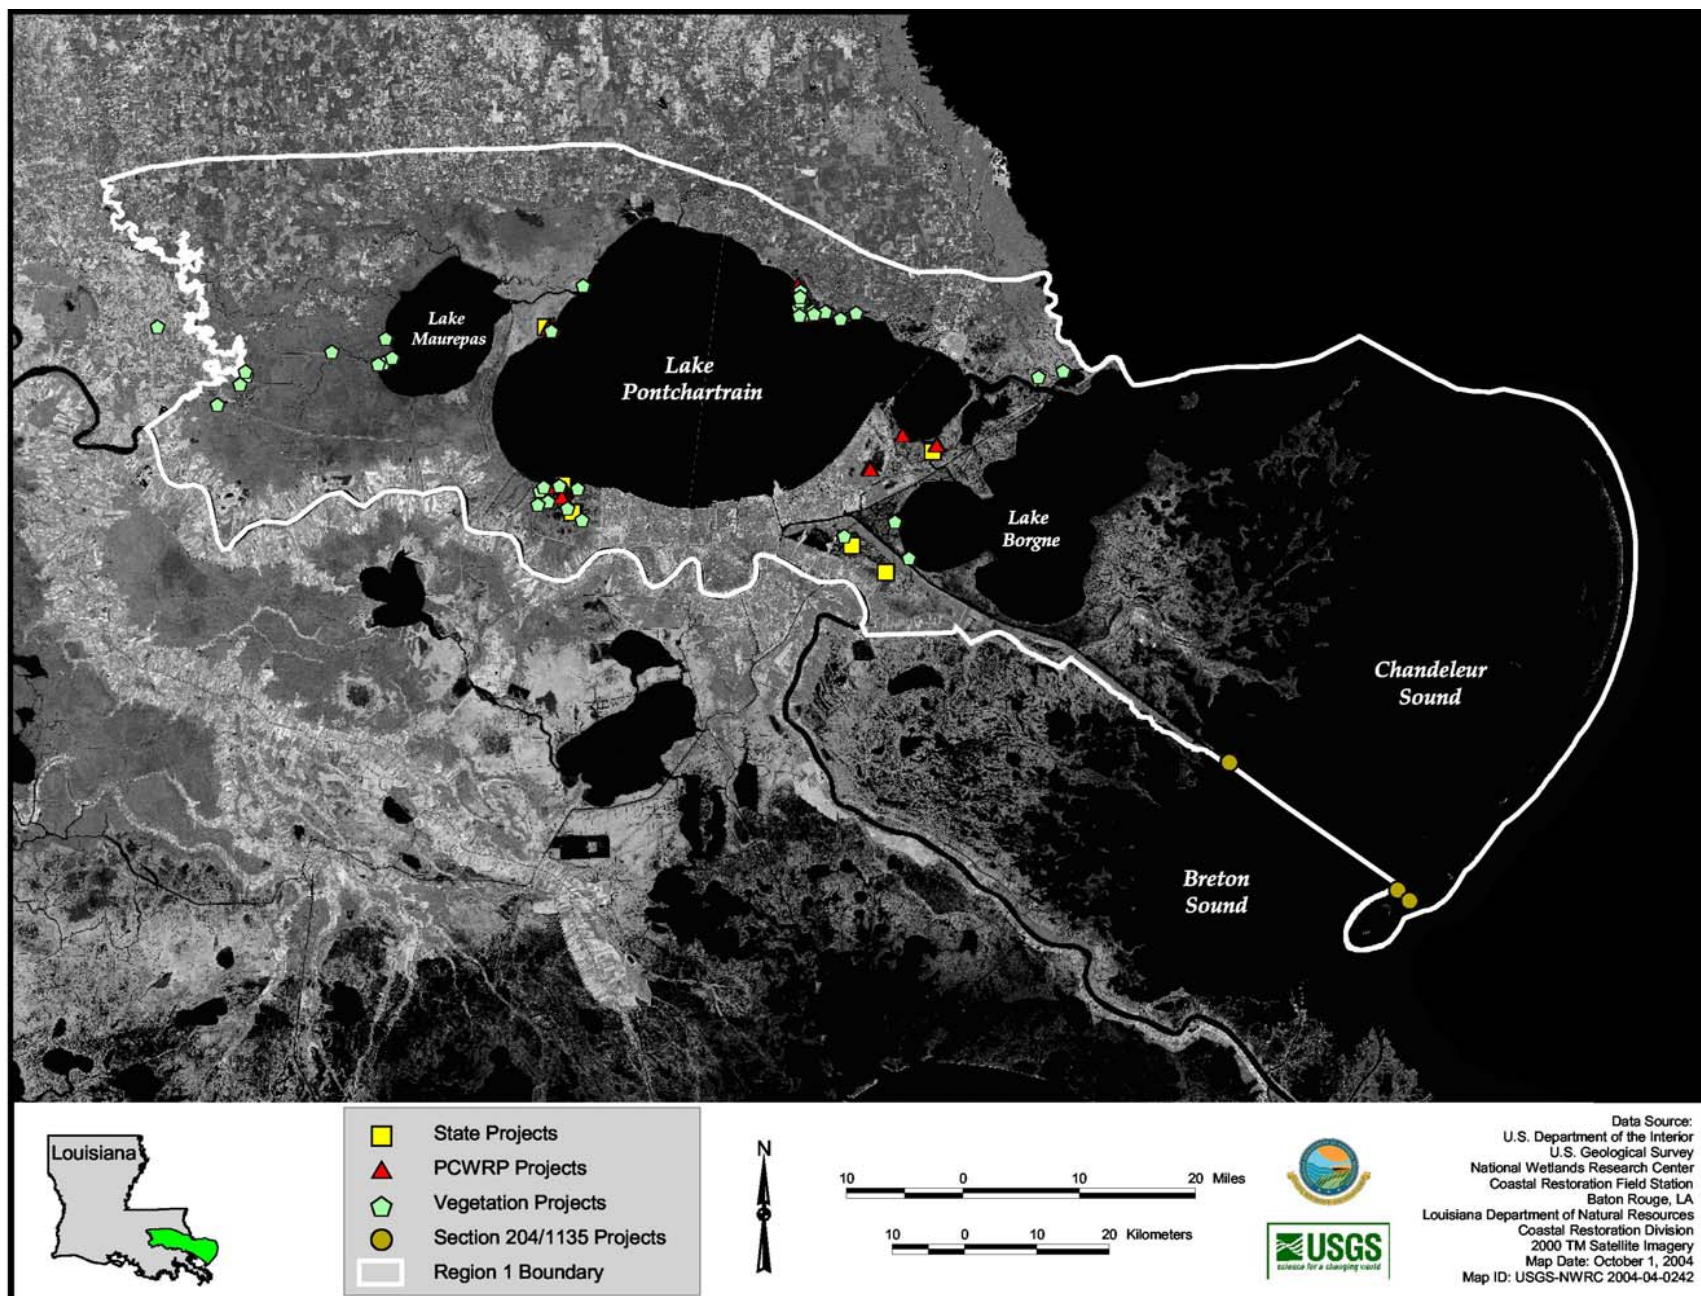 Lake
Maurepas
Lake
Pontchartrain
Lake
Borgne
Chandeleur
Sound
Breton
Sound
Louisiana
State Projects
PCWRP Projects
Vegetation Projects
Section 204/1135 Projects
Region 1 Boundary
N
10 0 10 20 Miles
10 0 10 20 Kilometers
USGS
science for a changing world
Data Source:
U.S. Department of the Interior
U.S. Geological Survey
National Wetlands Research Center
Coastal Restoration Field Station
Baton Rouge, LA
Louisiana Department of Natural Resources
Coastal Restoration Division
2000 TM Satellite Imagery
Map Date: October 1, 2004
Map ID: USGS-NWRC 2004-04-0242